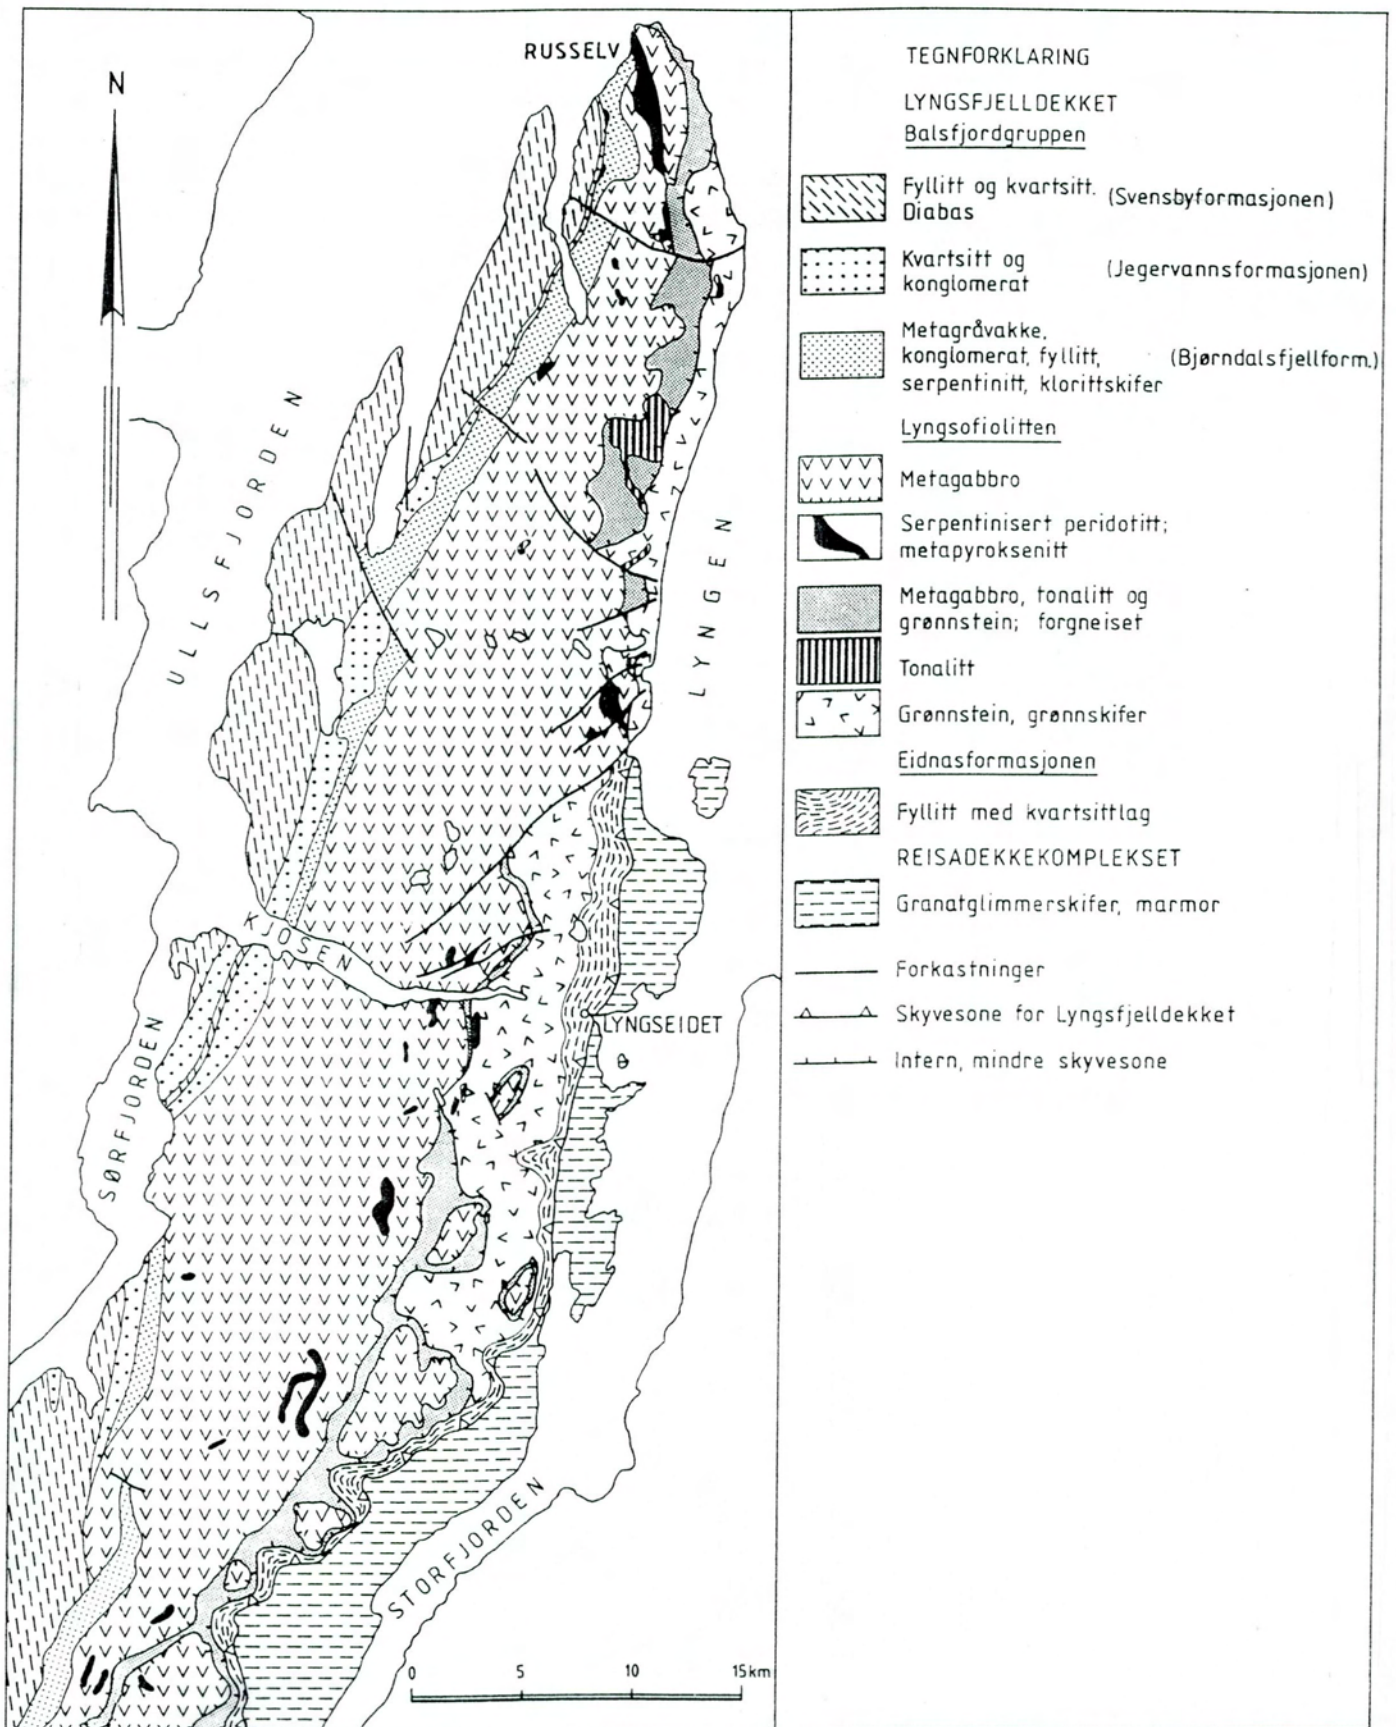 RUSSELV
N
ULLSFJORDEN
LYNGEN
KJOSEN
LYNGSEIDET
SØRFJORDEN
STORFJORDEN
0 5 10 15 km
TEGNFORKLARING
LYNGSFJELLDEKKET
Balsfjordgruppen
Fyllitt og kvartsitt. (Svensbyformasjonen)
Diabas
Kvartsitt og (Jegervannsformasjonen)
konglomerat
Metagråvakke,
konglomerat, fyllitt, (Bjørndalsfjellform.)
serpentinitt, klorittskifer
Lyngsofiolitten
Metagabbro
Serpentinisert peridotitt;
metapyroksenitt
Metagabbro, tonalitt og
grønnstein; forgneiset
Tonalitt
Grønnstein, grønnskifer
Eidnasformasjonen
Fyllitt med kvartsittlag
REISADEKKEKOMPLEKSET
Granatglimmerskifer, marmor
Forkastninger
Skyvesone for Lyngsfjelldekket
Intern, mindre skyvesone